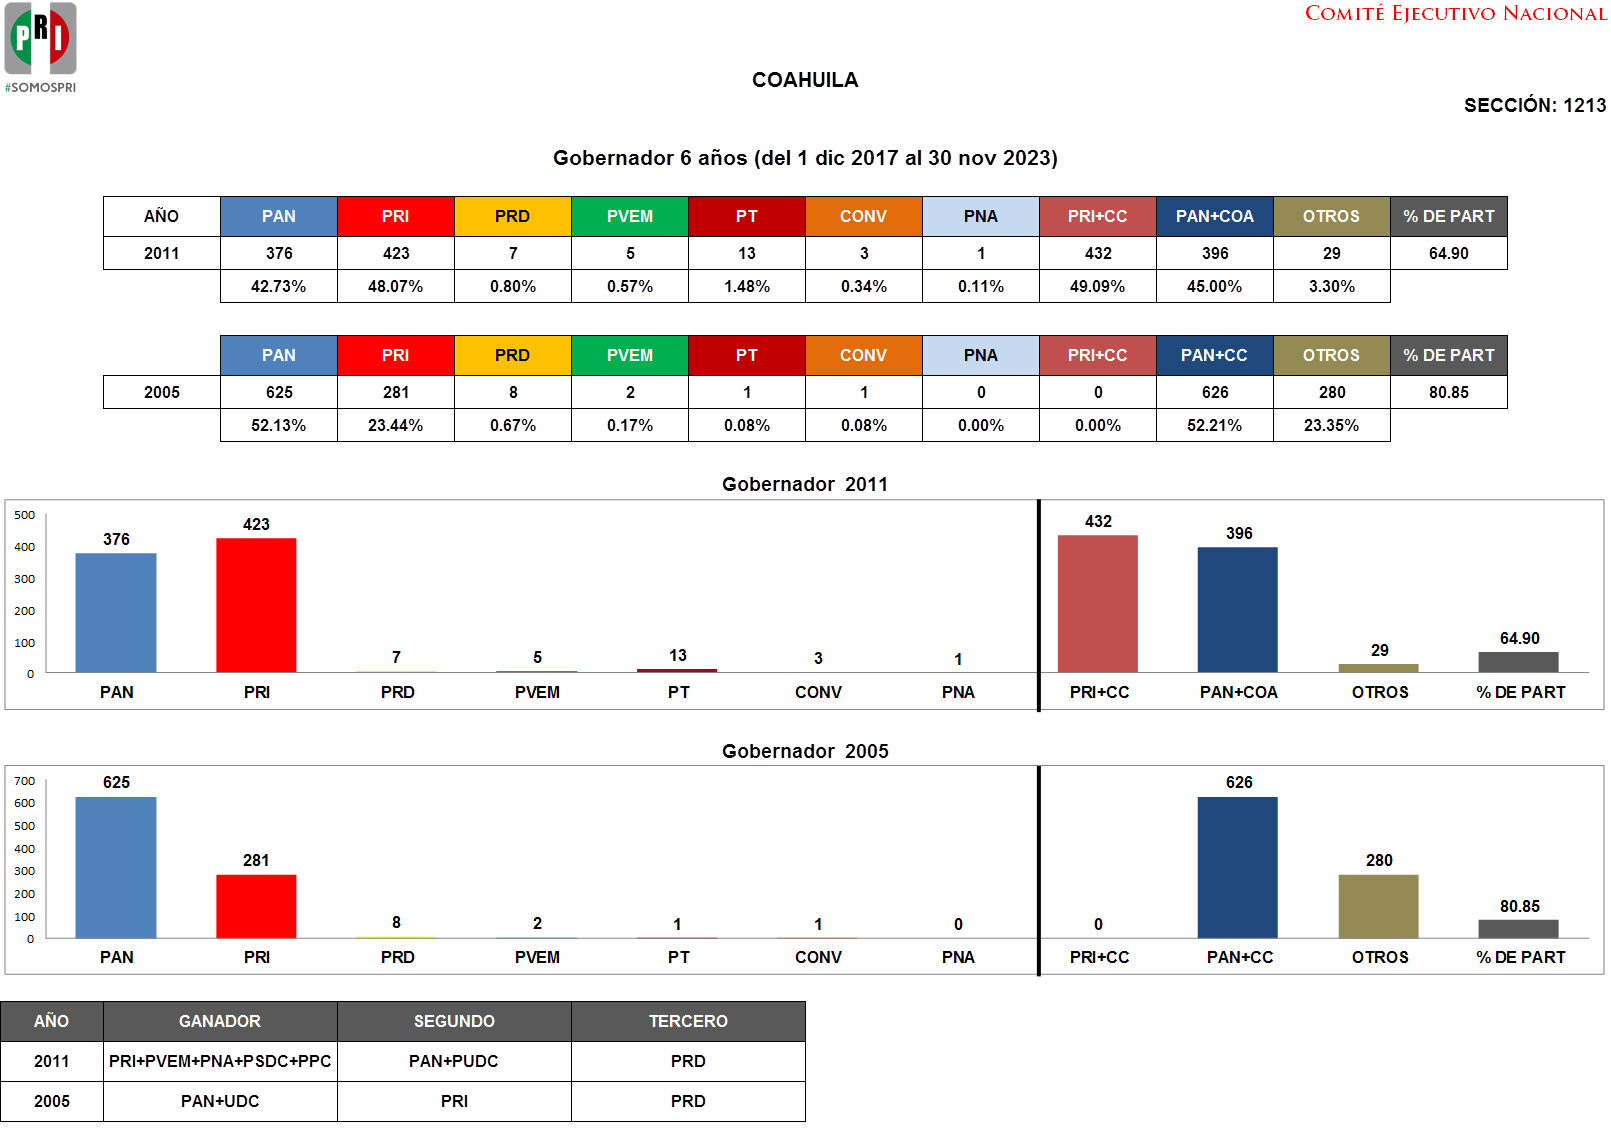 PRI
#SOMOSPRI
COMITÉ EJECUTIVO NACIONAL
COAHUILA
SECCIÓN: 1213
Gobernador 6 años (del 1 dic 2017 al 30 nov 2023)
AÑO PAN PRI PRD PVEM PT CONV PNA PRI+CC PAN+COA OTROS % DE PART
2011 376 423 7 5 13 3 1 432 396 29 64.90
42.73% 48.07% 0.80% 0.57% 1.48% 0.34% 0.11% 49.09% 45.00% 3.30%
PAN PRI PRD PVEM PT CONV PNA PRI+CC PAN+CC OTROS % DE PART
2005 625 281 8 2 1 1 0 0 626 280 80.85
52.13% 23.44% 0.67% 0.17% 0.08% 0.08% 0.00% 0.00% 52.21% 23.35%
Gobernador 2011
500
400
300
200
100
0
376 423 7 5 13 3 1 432 396 29 64.90
PAN PRI PRD PVEM PT CONV PNA PRI+CC PAN+COA OTROS % DE PART
Gobernador 2005
700
600
500
400
300
200
100
0
625 281 8 2 1 1 0 0 626 280 80.85
PAN PRI PRD PVEM PT CONV PNA PRI+CC PAN+CC OTROS % DE PART
AÑO GANADOR SEGUNDO TERCERO
2011 PRI+PVEM+PNA+PSDC+PPC PAN+PUDC PRD
2005 PAN+UDC PRI PRD